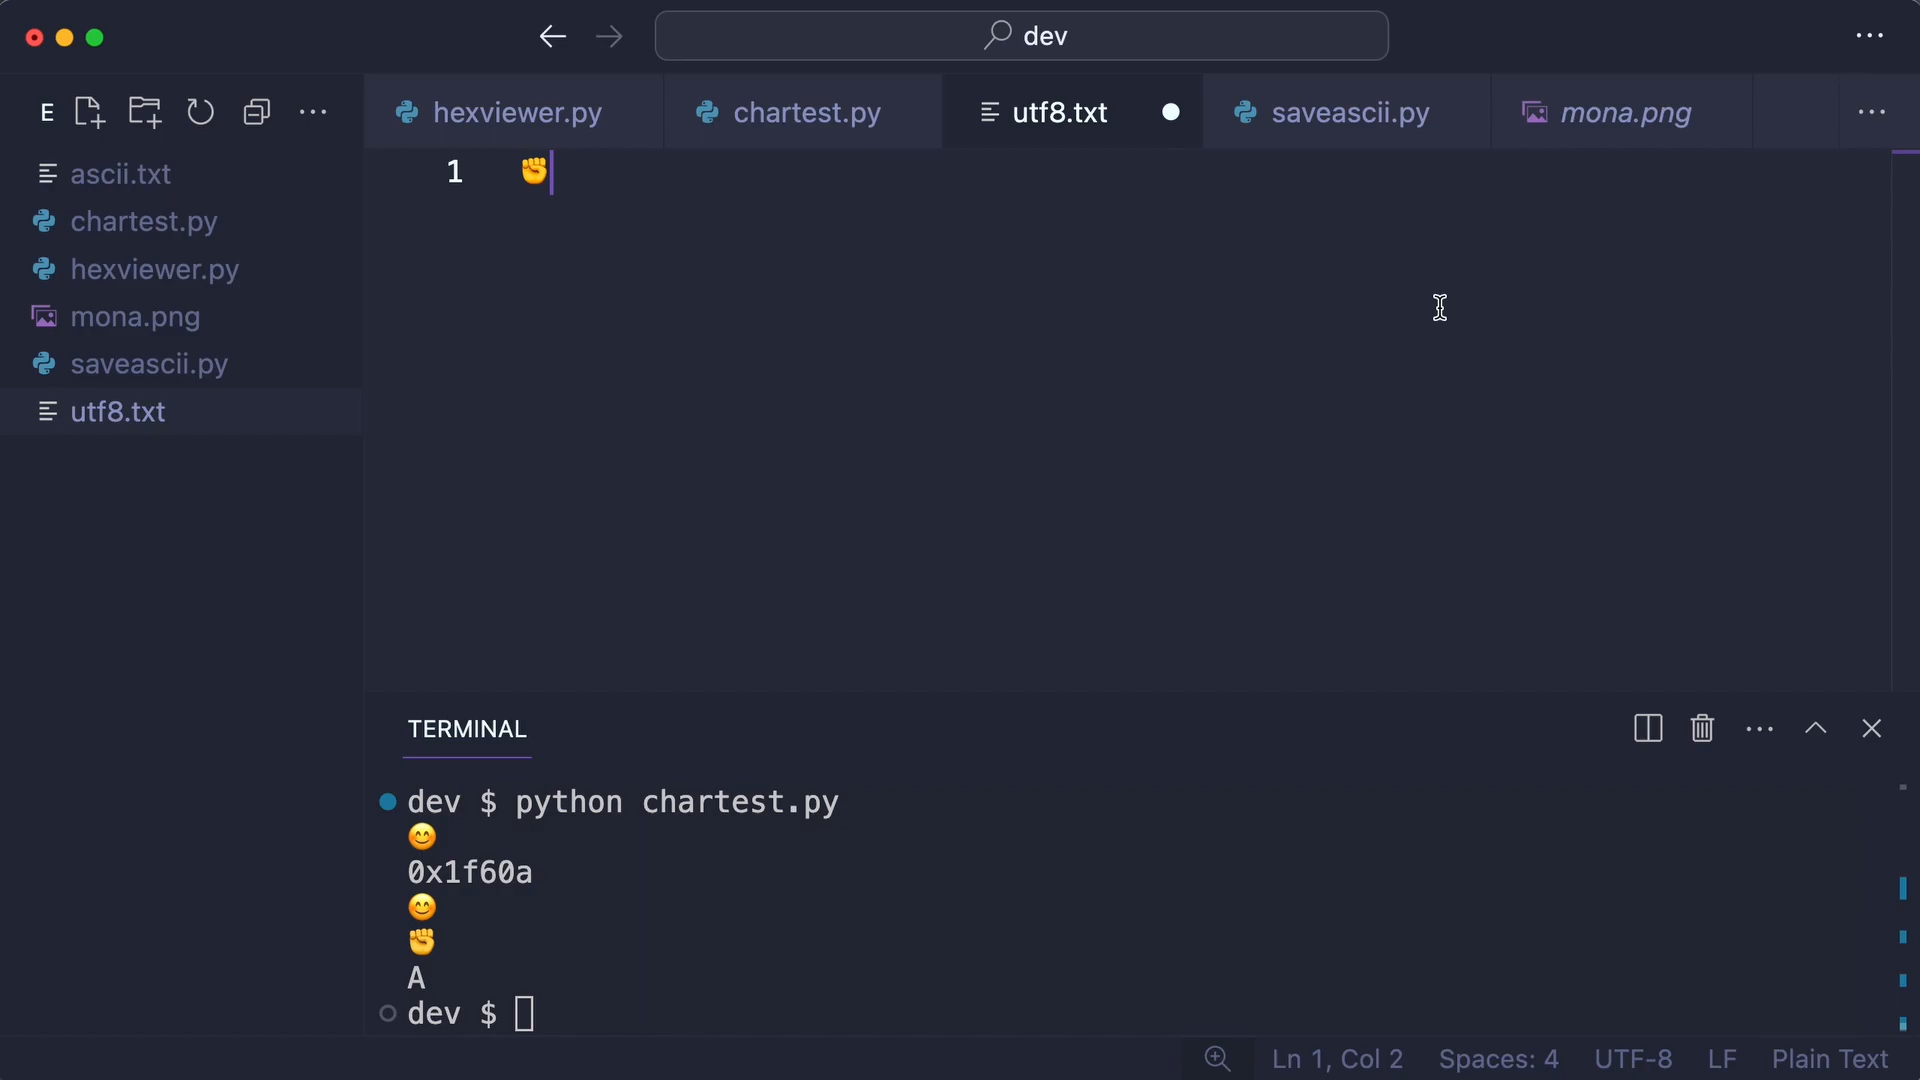 dev
E
hexviewer.py
chartest.py
utf8.txt
saveascii.py
mona.png
ascii.txt
chartest.py
hexviewer.py
mona.png
saveascii.py
utf8.txt
1 ✊
TERMINAL
dev $ python chartest.py
😊
0x1f60a
😊
✊
A
dev $
Ln 1, Col 2
Spaces: 4
UTF-8
LF
Plain Text